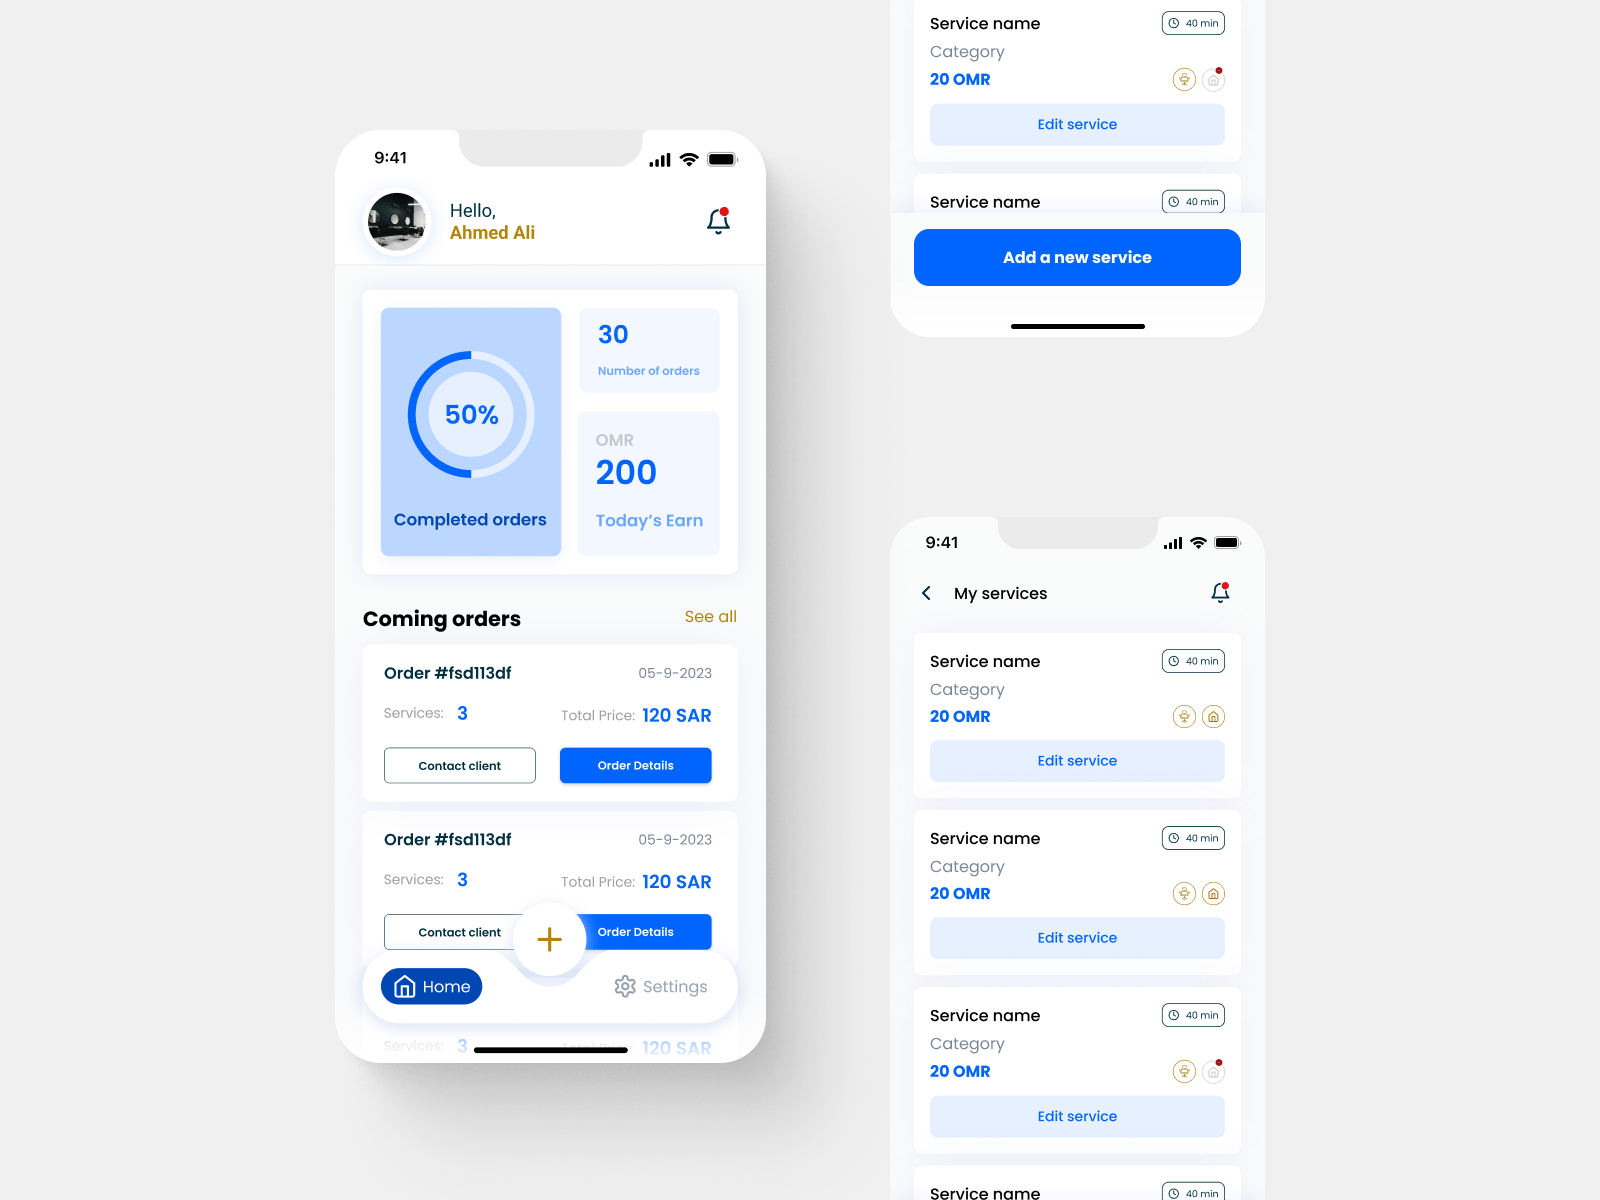 9:41
Hello,
Ahmed Ali
50%
Completed orders
30
Number of orders
OMR
200
Today's Earn
Coming orders
See all
Order #fsd113df
05-9-2023
Services: 3
Total Price: 120 SAR
Contact client
Order Details
Order #fsd113df
05-9-2023
Services: 3
Total Price: 120 SAR
Contact client
Order Details
Home
Settings
Services: 3
Total Price: 120 SAR
Service name
40 min
Category
20 OMR
Edit service
Service name
40 min
Add a new service
9:41
My services
Service name
40 min
Category
20 OMR
Edit service
Service name
40 min
Category
20 OMR
Edit service
Service name
40 min
Category
20 OMR
Edit service
Service name
40 min